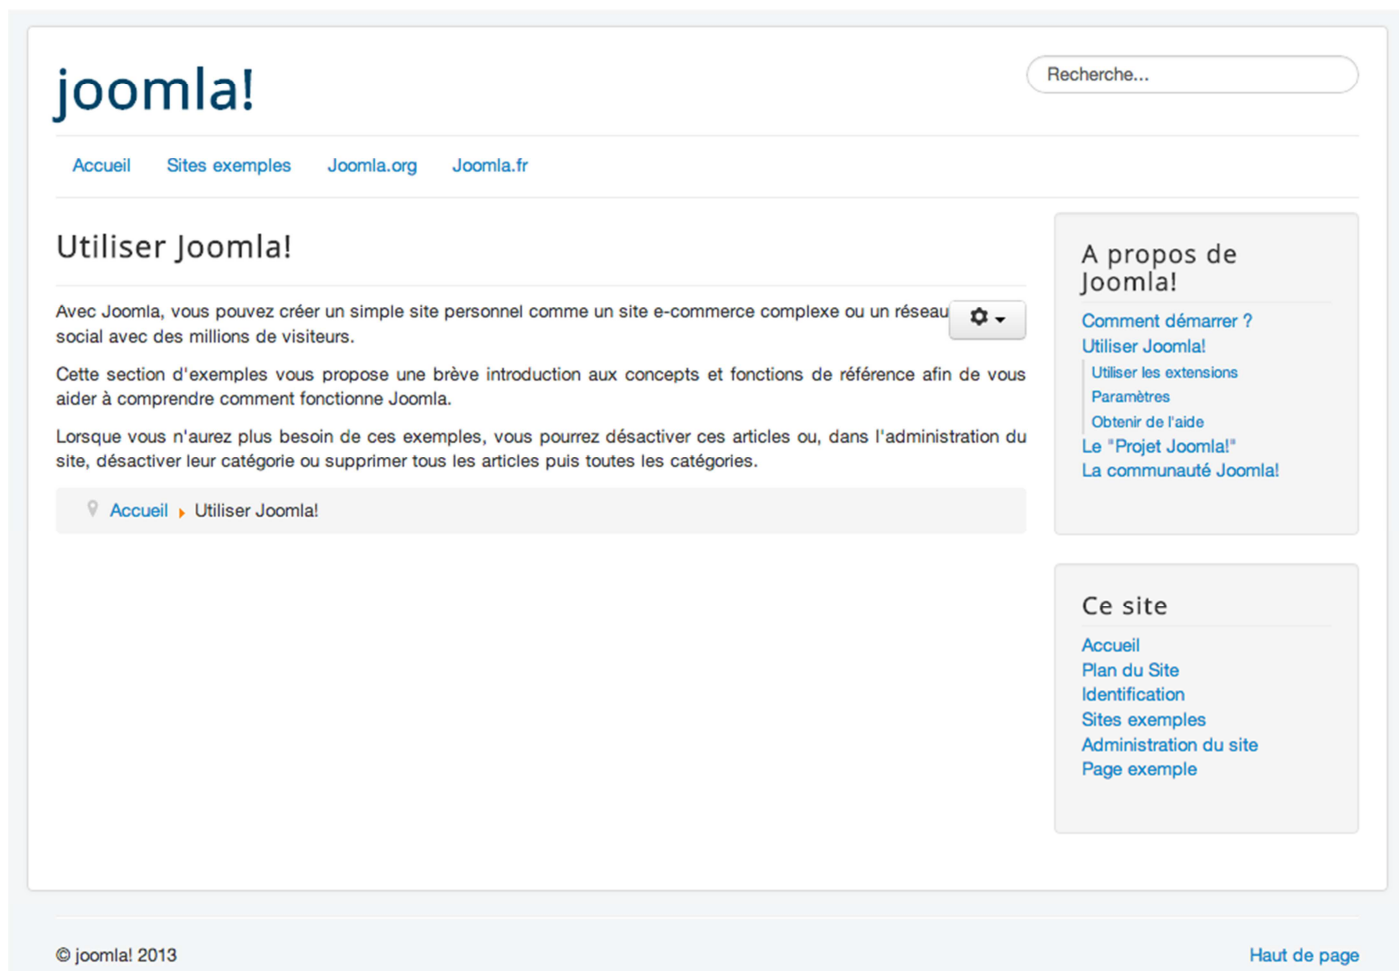 joomla!
Recherche...
Accueil Sites exemples Joomla.org Joomla.fr
Utiliser Joomla!
Avec Joomla, vous pouvez créer un simple site personnel comme un site e-commerce complexe ou un réseau
social avec des millions de visiteurs.
Cette section d'exemples vous propose une brève introduction aux concepts et fonctions de référence afin de vous
aider à comprendre comment fonctionne Joomla.
Lorsque vous n'aurez plus besoin de ces exemples, vous pourrez désactiver ces articles ou, dans l'administration du
site, désactiver leur catégorie ou supprimer tous les articles puis toutes les catégories.
Accueil Utiliser Joomla!
A propos de
Joomla!
Comment démarrer ?
Utiliser Joomla!
Utiliser les extensions
Paramètres
Obtenir de l'aide
Le "Projet Joomla!"
La communauté Joomla!
Ce site
Accueil
Plan du Site
Identification
Sites exemples
Administration du site
Page exemple
© joomla! 2013
Haut de page